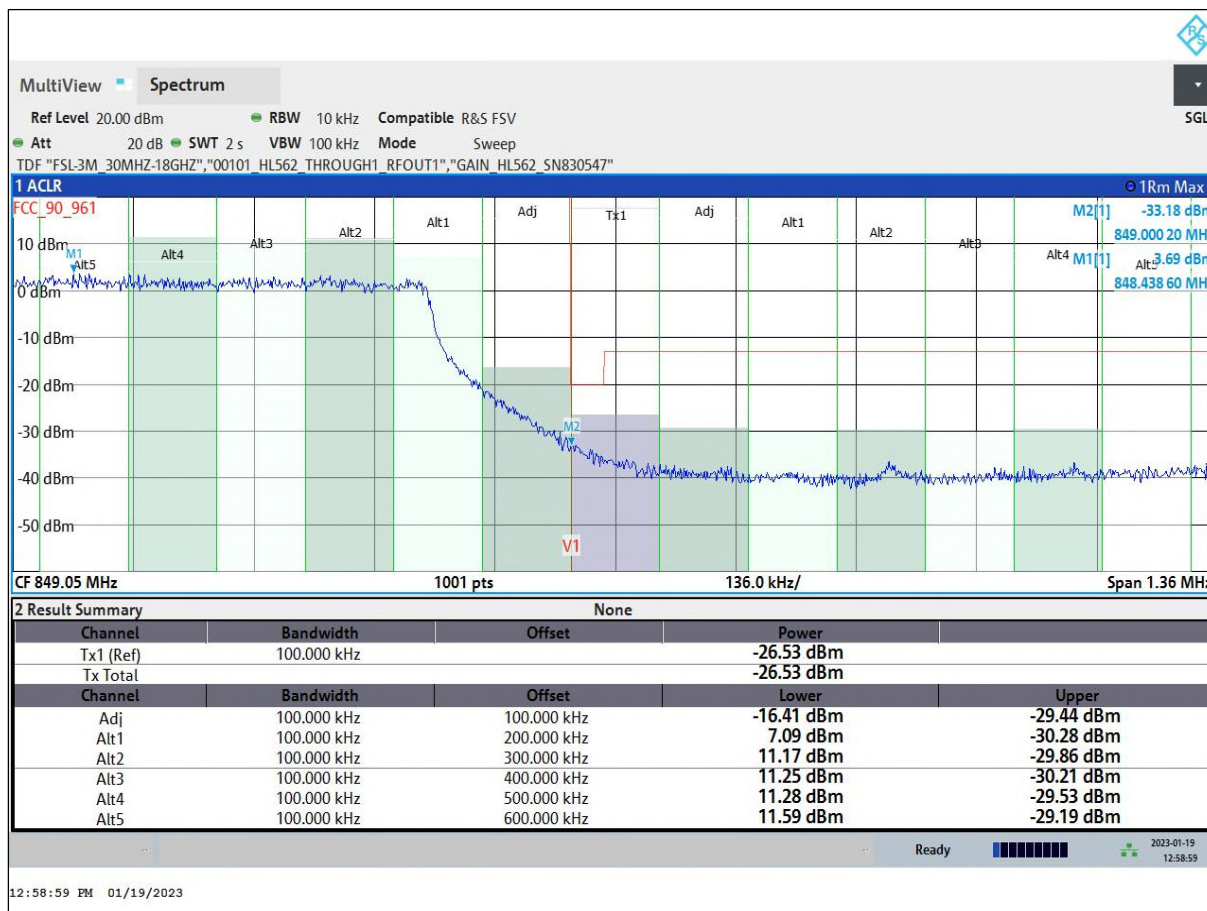 R
S
MultiView Spectrum
Ref Level 20.00 dBm RBW 10 kHz Compatible R&S FSV SGL
Att 20 dB SWT 2 s VBW 100 kHz Mode Sweep
TDF "FSL-3M_30MHZ-18GHZ","00101_HL562_THROUGH1_RFOUT1","GAIN_HL562_SN830547"
1 ACLR 1Rm Max
FCC_90_961 Alt1 Adj Tx1 Adj Alt1 M2[1] -33.18 dBm
Alt2 Alt2 849.000 20 MH
10 dBm Alt3 Alt3
M1 Alt5 Alt4 Alt4 M1[1] Alt5 3.69 dBm
848.438 60 MH
0 dBm
-10 dBm
-20 dBm
-30 dBm M2
-40 dBm
-50 dBm
V1
CF 849.05 MHz 1001 pts 136.0 kHz/ Span 1.36 MHz
2 Result Summary None
Channel Bandwidth Offset Power
Tx1 (Ref) 100.000 kHz -26.53 dBm
Tx Total -26.53 dBm
Channel Bandwidth Offset Lower Upper
Adj 100.000 kHz 100.000 kHz -16.41 dBm -29.44 dBm
Alt1 100.000 kHz 200.000 kHz 7.09 dBm -30.28 dBm
Alt2 100.000 kHz 300.000 kHz 11.17 dBm -29.86 dBm
Alt3 100.000 kHz 400.000 kHz 11.25 dBm -30.21 dBm
Alt4 100.000 kHz 500.000 kHz 11.28 dBm -29.53 dBm
Alt5 100.000 kHz 600.000 kHz 11.59 dBm -29.19 dBm
Ready 2023-01-19
12:58:59
12:58:59 PM 01/19/2023